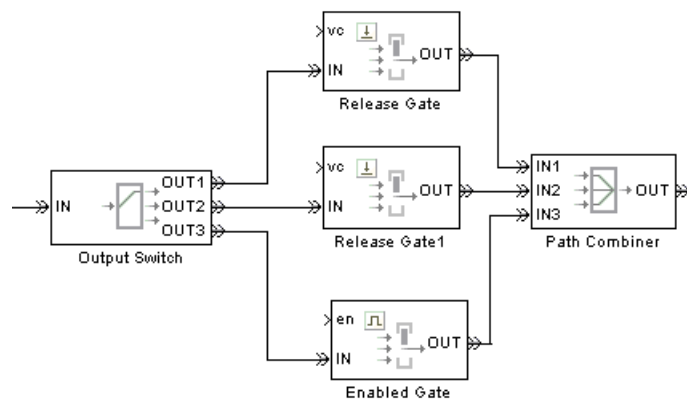 vc
OUT
IN
Release Gate
vc
OUT
IN
Release Gate1
IN
OUT1
OUT2
OUT3
Output Switch
IN1
IN2
IN3
OUT
Path Combiner
en
OUT
IN
Enabled Gate